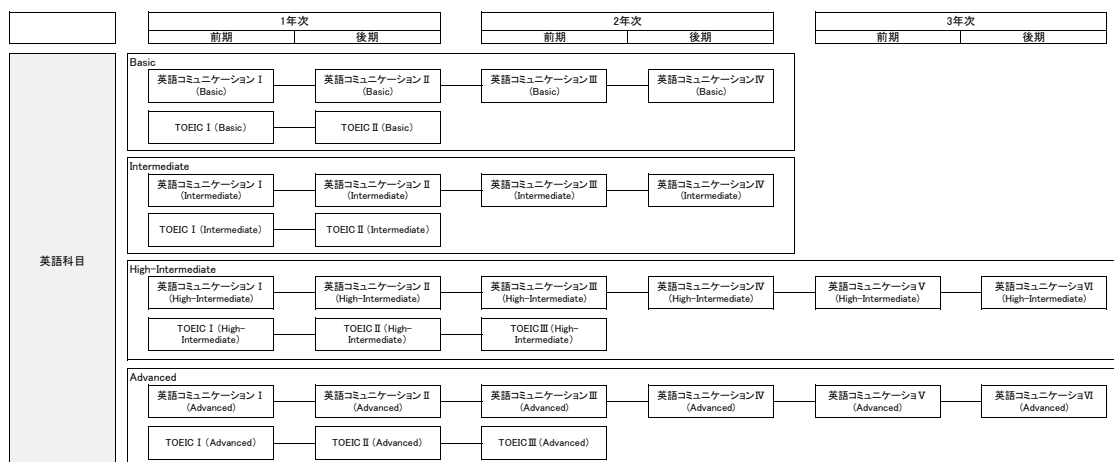 1年次
2年次
3年次
前期
後期
前期
後期
前期
後期
英語科目
Basic
英語コミュニケーションⅠ
(Basic)
英語コミュニケーションⅡ
(Basic)
英語コミュニケーションⅢ
(Basic)
英語コミュニケーションⅣ
(Basic)
TOEICⅠ(Basic)
TOEICⅡ(Basic)
Intermediate
英語コミュニケーションⅠ
(Intermediate)
英語コミュニケーションⅡ
(Intermediate)
英語コミュニケーションⅢ
(Intermediate)
英語コミュニケーションⅣ
(Intermediate)
TOEICⅠ(Intermediate)
TOEICⅡ(Intermediate)
High-Intermediate
英語コミュニケーションⅠ
(High-Intermediate)
英語コミュニケーションⅡ
(High-Intermediate)
英語コミュニケーションⅢ
(High-Intermediate)
英語コミュニケーションⅣ
(High-Intermediate)
英語コミュニケーショⅤ
(High-Intermediate)
英語コミュニケーショⅥ
(High-Intermediate)
TOEICⅠ(High-
Intermediate)
TOEICⅡ(High-
Intermediate)
TOEICⅢ(High-
Intermediate)
Advanced
英語コミュニケーションⅠ
(Advanced)
英語コミュニケーションⅡ
(Advanced)
英語コミュニケーションⅢ
(Advanced)
英語コミュニケーションⅣ
(Advanced)
英語コミュニケーショⅤ
(Advanced)
英語コミュニケーショⅥ
(Advanced)
TOEICⅠ(Advanced)
TOEICⅡ(Advanced)
TOEICⅢ(Advanced)